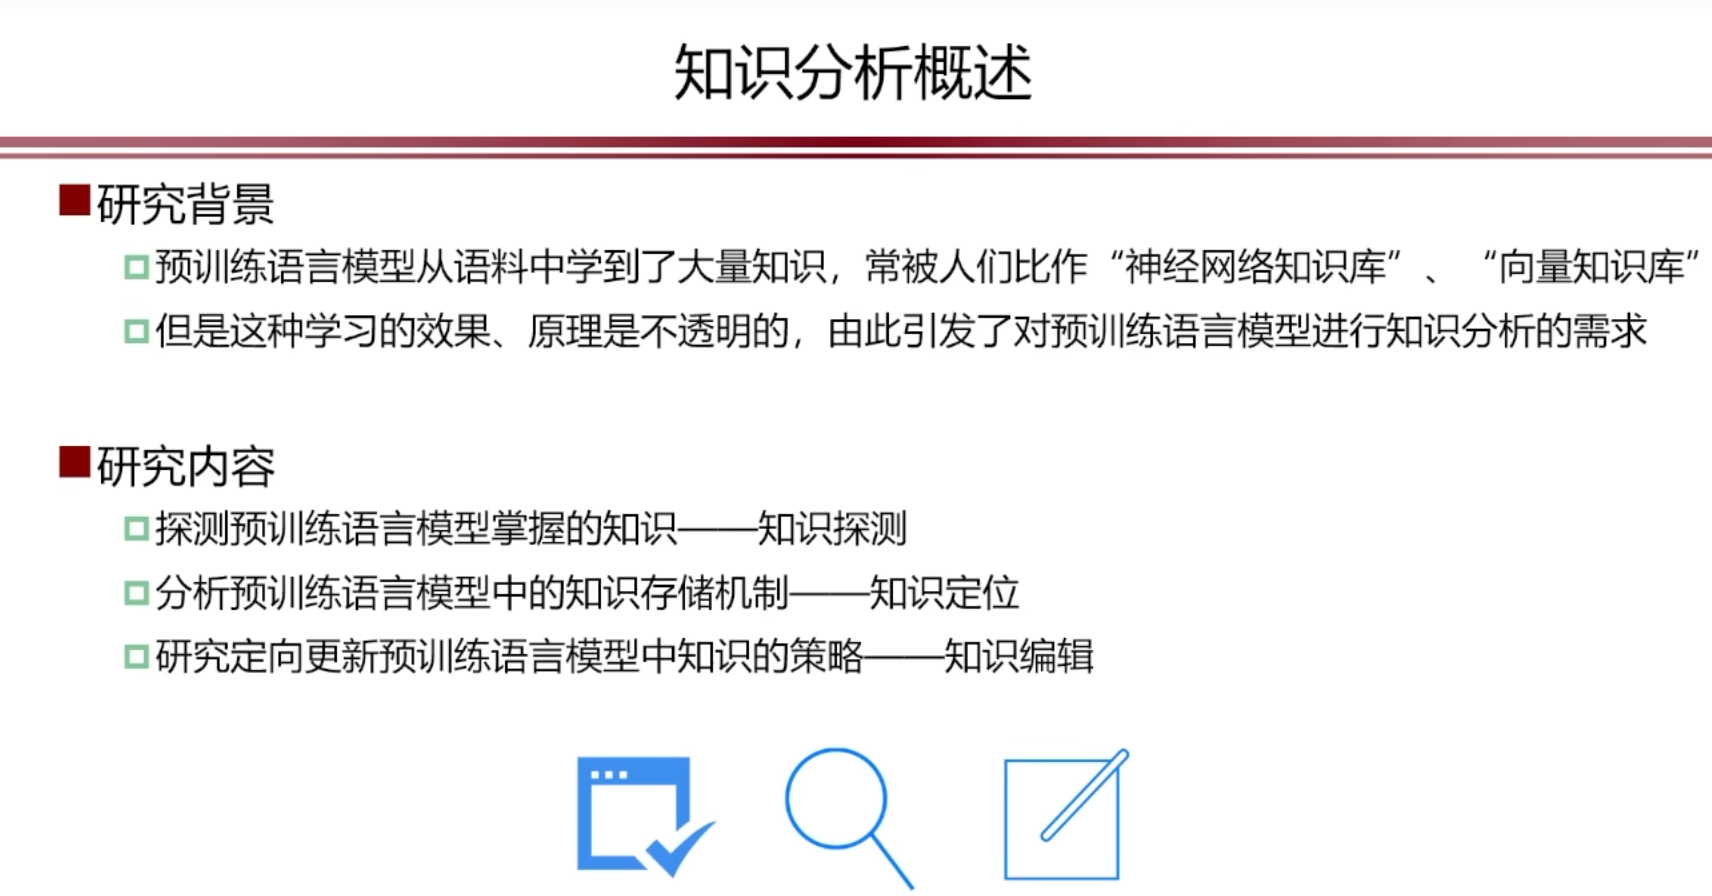 知识分析概述
研究背景
预训练语言模型从语料中学到了大量知识，常被人们比作“神经网络知识库”、“向量知识库”
但是这种学习的效果、原理是不透明的，由此引发了对预训练语言模型进行知识分析的需求
研究内容
探测预训练语言模型掌握的知识——知识探测
分析预训练语言模型中的知识存储机制——知识定位
研究定向更新预训练语言模型中知识的策略——知识编辑